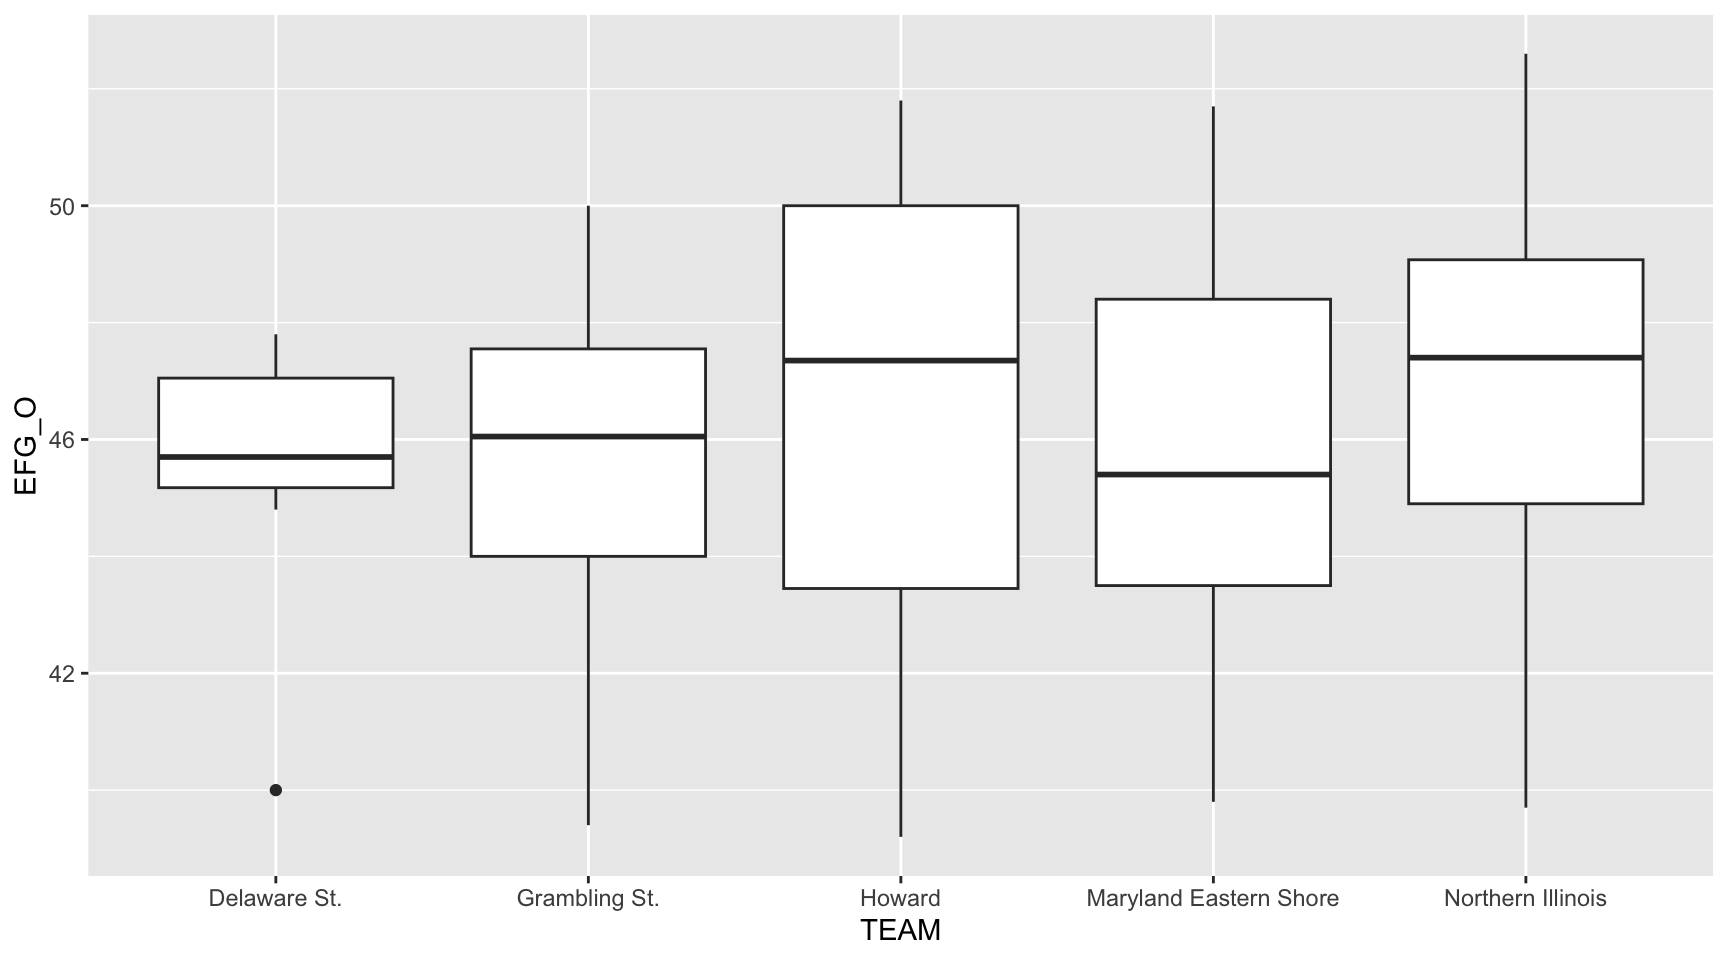 EFG_O
50
46
42
Delaware St. Grambling St. Howard Maryland Eastern Shore Northern Illinois
TEAM